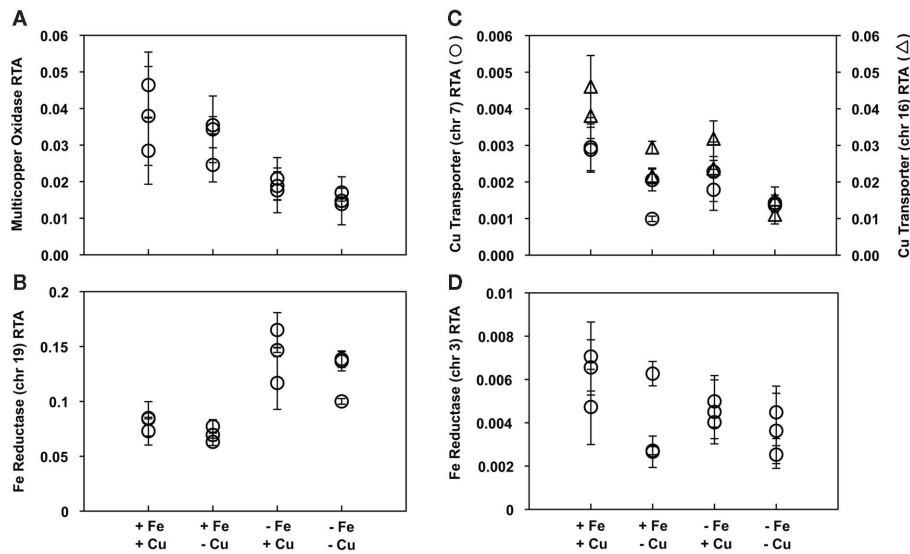 A
Multicopper Oxidase RTA
0.06
0.05
0.04
0.03
0.02
0.01
0.00
C
Cu Transporter (chr 7) RTA (○)
0.006
0.005
0.004
0.003
0.002
0.001
0.000
0.06
0.05
0.04
0.03
0.02
0.01
0.00
Cu Transporter (chr 16) RTA (△)
B
Fe Reductase (chr 19) RTA
0.2
0.15
0.1
0.05
0
+ Fe + Fe - Fe - Fe
+ Cu - Cu + Cu - Cu
D
Fe Reductase (chr 3) RTA
0.01
0.008
0.006
0.004
0.002
0
+ Fe + Fe - Fe - Fe
+ Cu - Cu + Cu - Cu